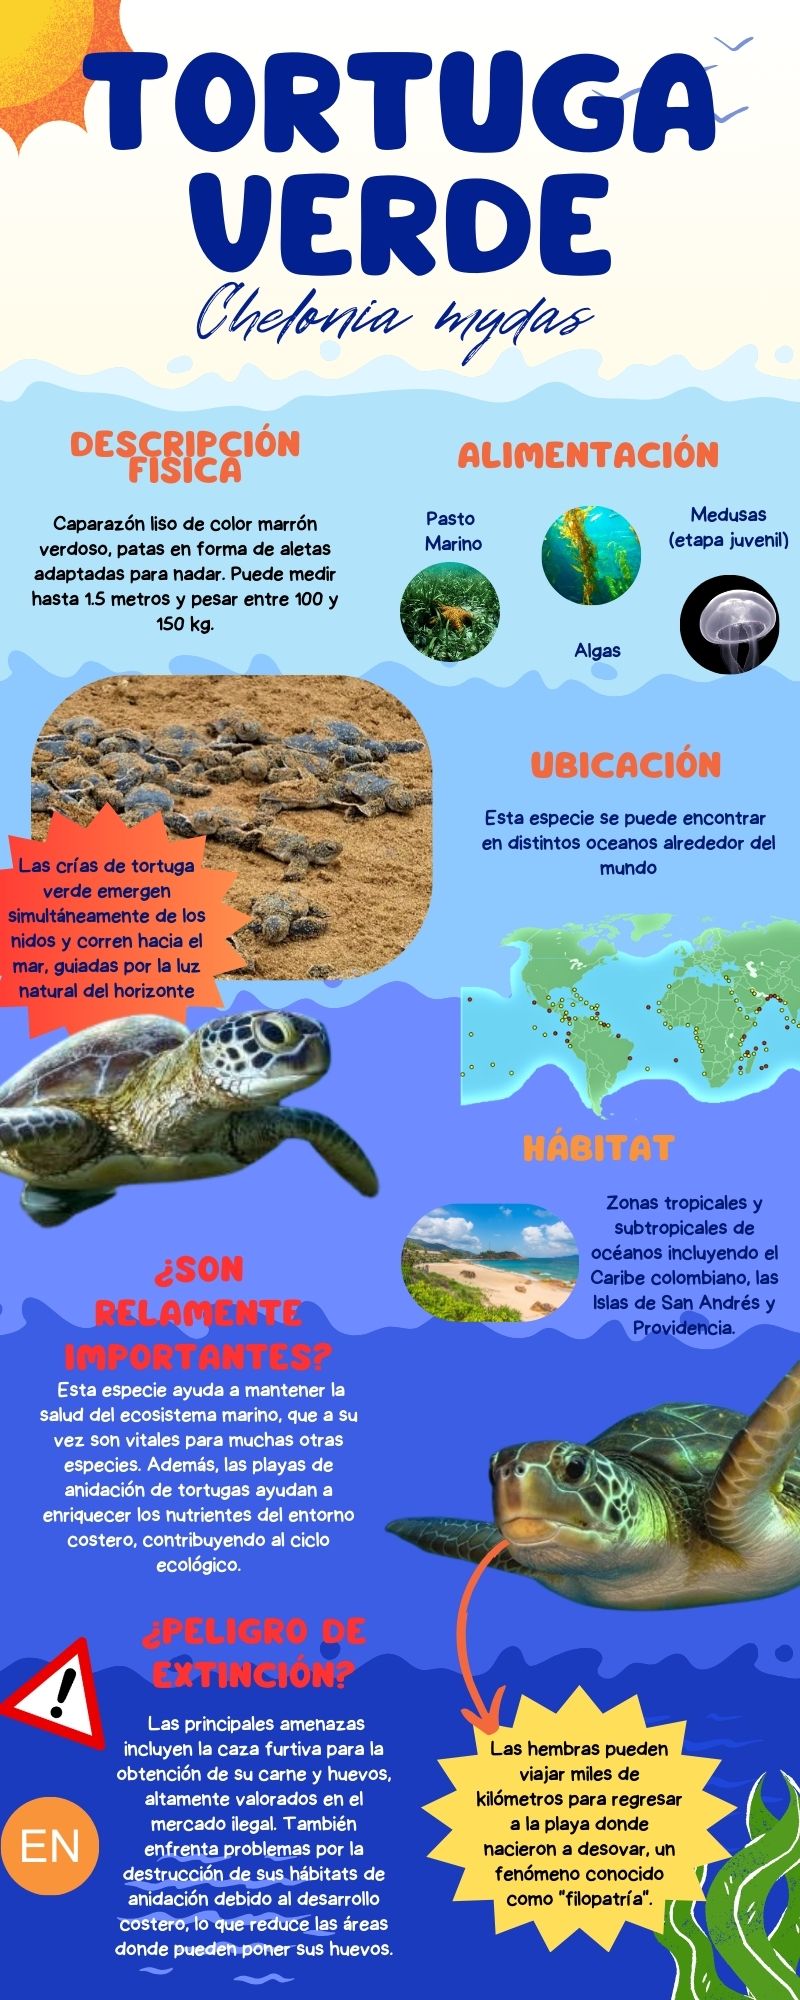 TORTUGA
VERDE
Chelonia mydas
DESCRIPCIÓN
FÍSICA
Caparazón liso de color marrón
verdoso, patas en forma de aletas
adaptadas para nadar. Puede medir
hasta 1.5 metros y pesar entre 100 y
150 kg.
ALIMENTACIÓN
Pasto
Marino
Algas
Medusas
(etapa juvenil)
Las crías de tortuga
verde emergen
simultáneamente de los
nidos y corren hacia el
mar, guiadas por la luz
natural del horizonte
UBICACIÓN
Esta especie se puede encontrar
en distintos oceanos alrededor del
mundo
HÁBITAT
Zonas tropicales y
subtropicales de
océanos incluyendo el
Caribe colombiano, las
Islas de San Andrés y
Providencia.
¿SON
RELAMENTE
IMPORTANTES?
Esta especie ayuda a mantener la
salud del ecosistema marino, que a su
vez son vitales para muchas otras
especies. Además, las playas de
anidación de tortugas ayudan a
enriquecer los nutrientes del entorno
costero, contribuyendo al ciclo
ecológico.
¿PELIGRO DE
EXTINCIÓN?
!
EN
Las principales amenazas
incluyen la caza furtiva para la
obtención de su carne y huevos,
altamente valorados en el
mercado ilegal. También
enfrenta problemas por la
destrucción de sus hábitats de
anidación debido al desarrollo
costero, lo que reduce las áreas
donde pueden poner sus huevos.
Las hembras pueden
viajar miles de
kilómetros para regresar
a la playa donde
nacieron a desovar, un
fenómeno conocido
como "filopatría".